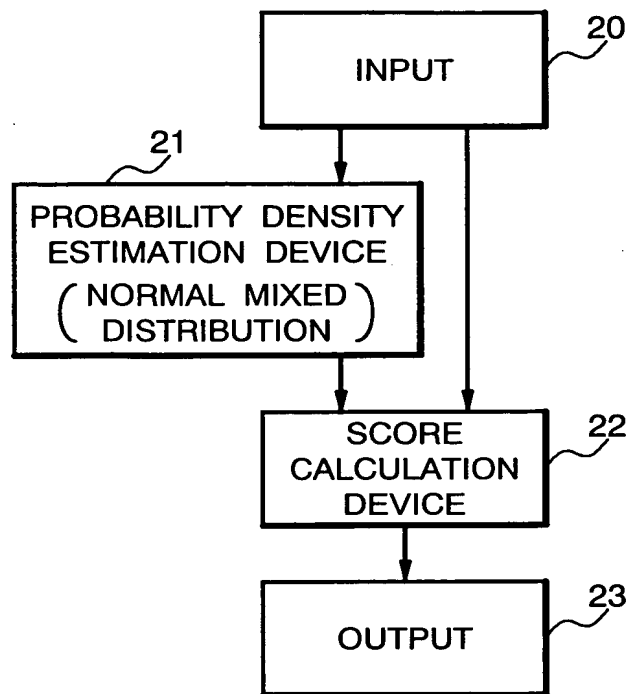 20
INPUT
21
PROBABILITY DENSITY
ESTIMATION DEVICE
(NORMAL MIXED
DISTRIBUTION)
SCORE
CALCULATION
DEVICE
22
OUTPUT
23